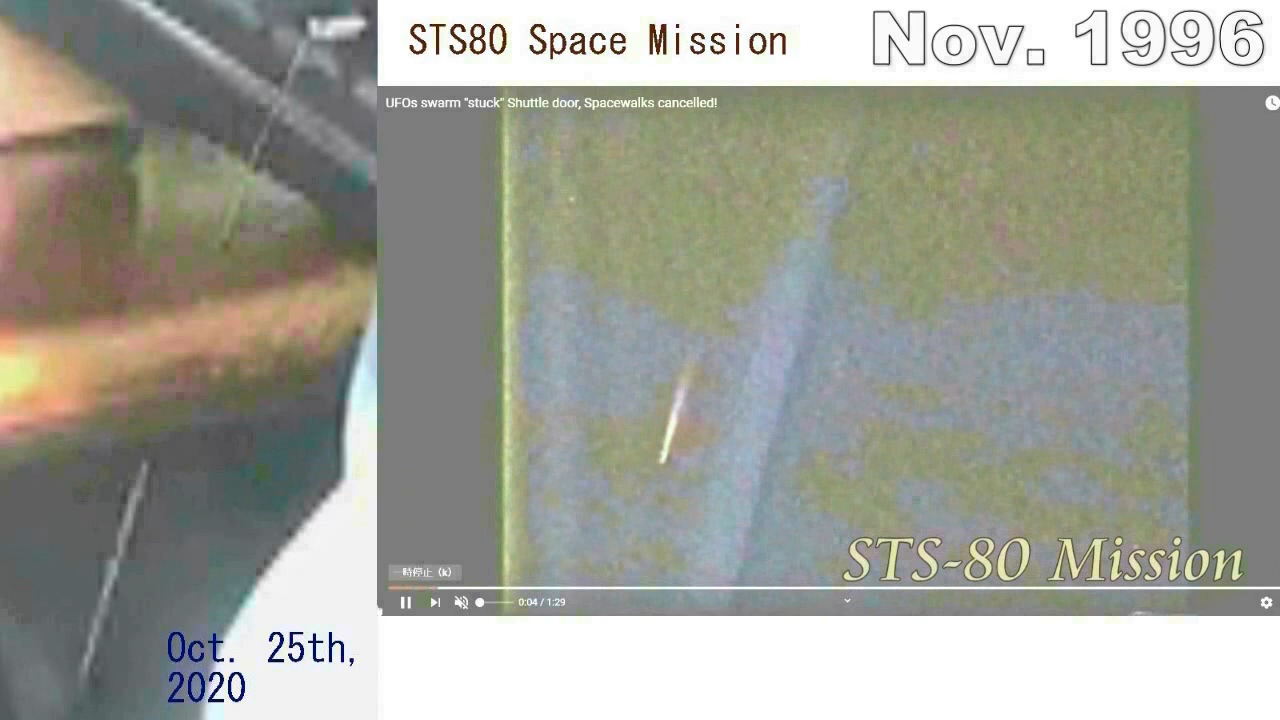 STS80 Space Mission
Nov. 1996
UFOs swarm "stuck" Shuttle door, Spacewalks cancelled!
STS-80 Mission
一時停止 (k)
0:04 / 1:29
Oct. 25th,
2020